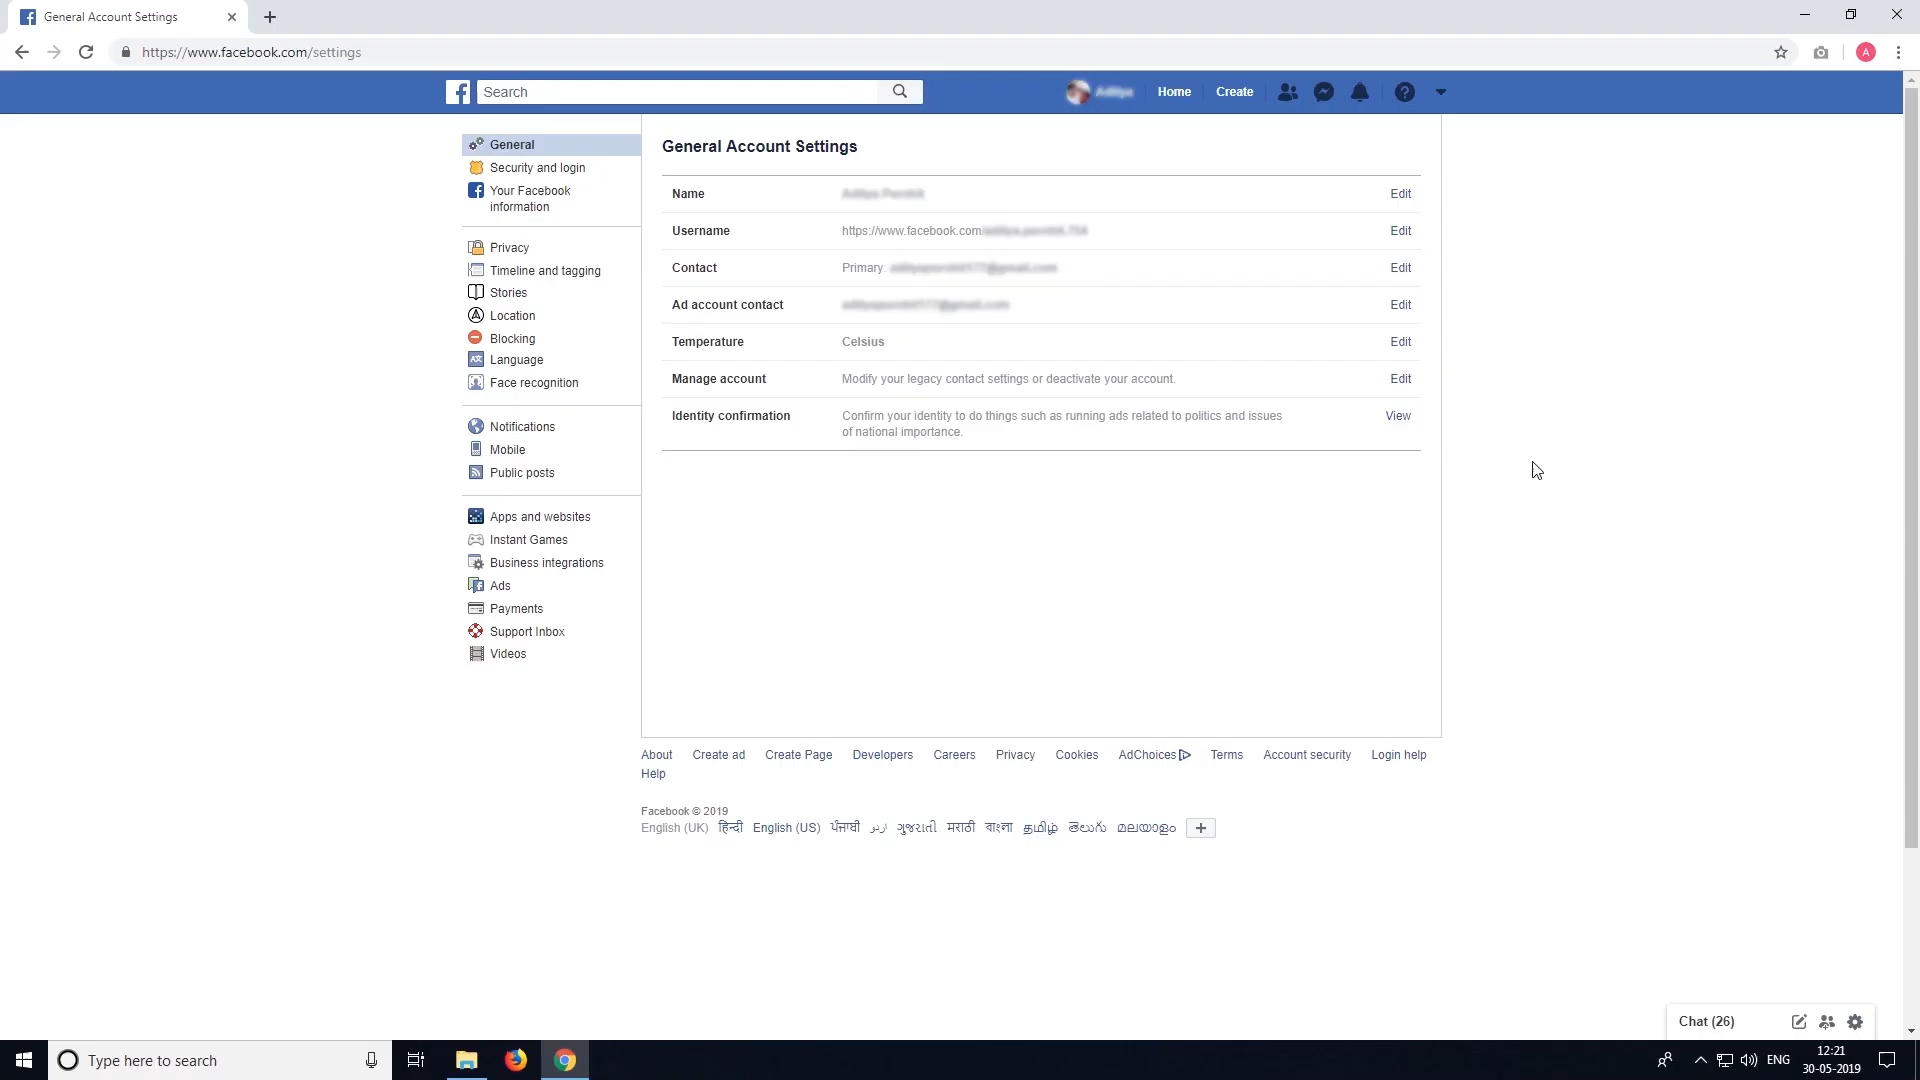 General Account Settings
https://www.facebook.com/settings
A
Search
Home
Create
General
Security and login
Your Facebook
information
Privacy
Timeline and tagging
Stories
Location
Blocking
Language
Face recognition
Notifications
Mobile
Public posts
Apps and websites
Instant Games
Business integrations
Ads
Payments
Support Inbox
Videos
General Account Settings
Name Edit
Username https://www.facebook.com/ Edit
Contact Primary: Edit
Ad account contact Edit
Temperature Celsius Edit
Manage account Modify your legacy contact settings or deactivate your account. Edit
Identity confirmation Confirm your identity to do things such as running ads related to politics and issues View
of national importance.
About Create ad Create Page Developers Careers Privacy Cookies AdChoices Terms Account security Login help
Help
Facebook © 2019
English (UK) हिन्दी English (US) ਪੰਜਾਬੀ اردو ગુજરાતી मराठी বাংলা தமிழ் తెలుగు മലയാളം +
Chat (26)
Type here to search
ENG
12:21
30-05-2019